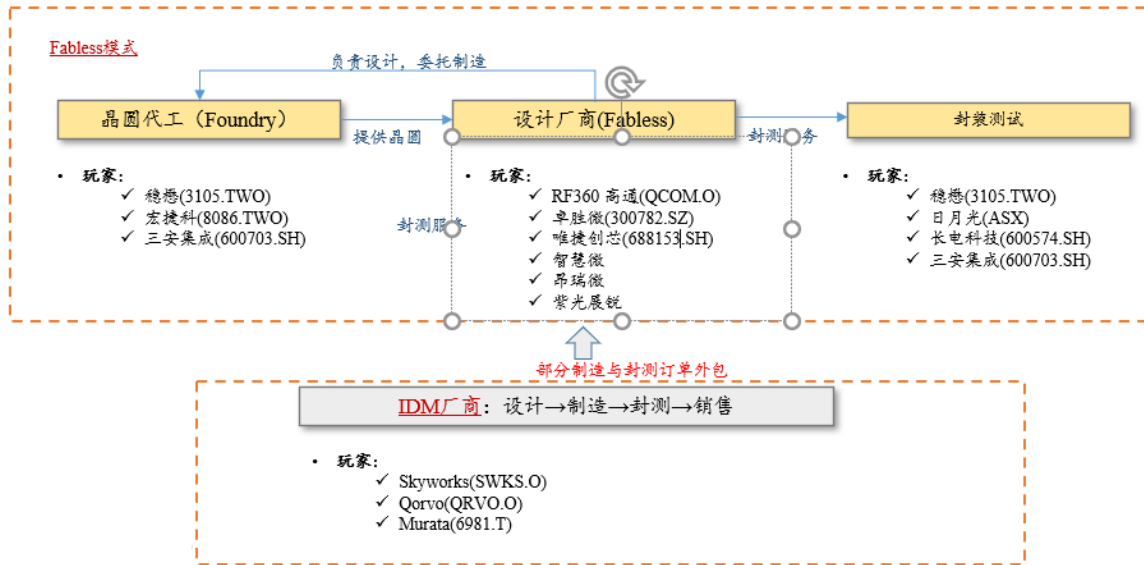 Fabless模式
负责设计，委托制造
晶圆代工（Foundry）
提供晶圆
设计厂商(Fabless)
封测 务
封装测试
• 玩家：
✓ 稳懋(3105.TWO)
✓ 宏捷科(8086.TWO)
✓ 三安集成(600703.SH)
封测服务
• 玩家：
✓ RF360 高通(QCOM.O)
✓ 卓胜微(300782.SZ)
✓ 唯捷创芯(688153.SH)
✓ 智慧微
✓ 昂瑞微
✓ 紫光展锐
• 玩家：
✓ 稳懋(3105.TWO)
✓ 日月光(ASX)
✓ 长电科技(600574.SH)
✓ 三安集成(600703.SH)
部分制造与封测订单外包
IDM厂商：设计→制造→封测→销售
• 玩家：
✓ Skyworks(SWKS.O)
✓ Qorvo(QRVO.O)
✓ Murata(6981.T)